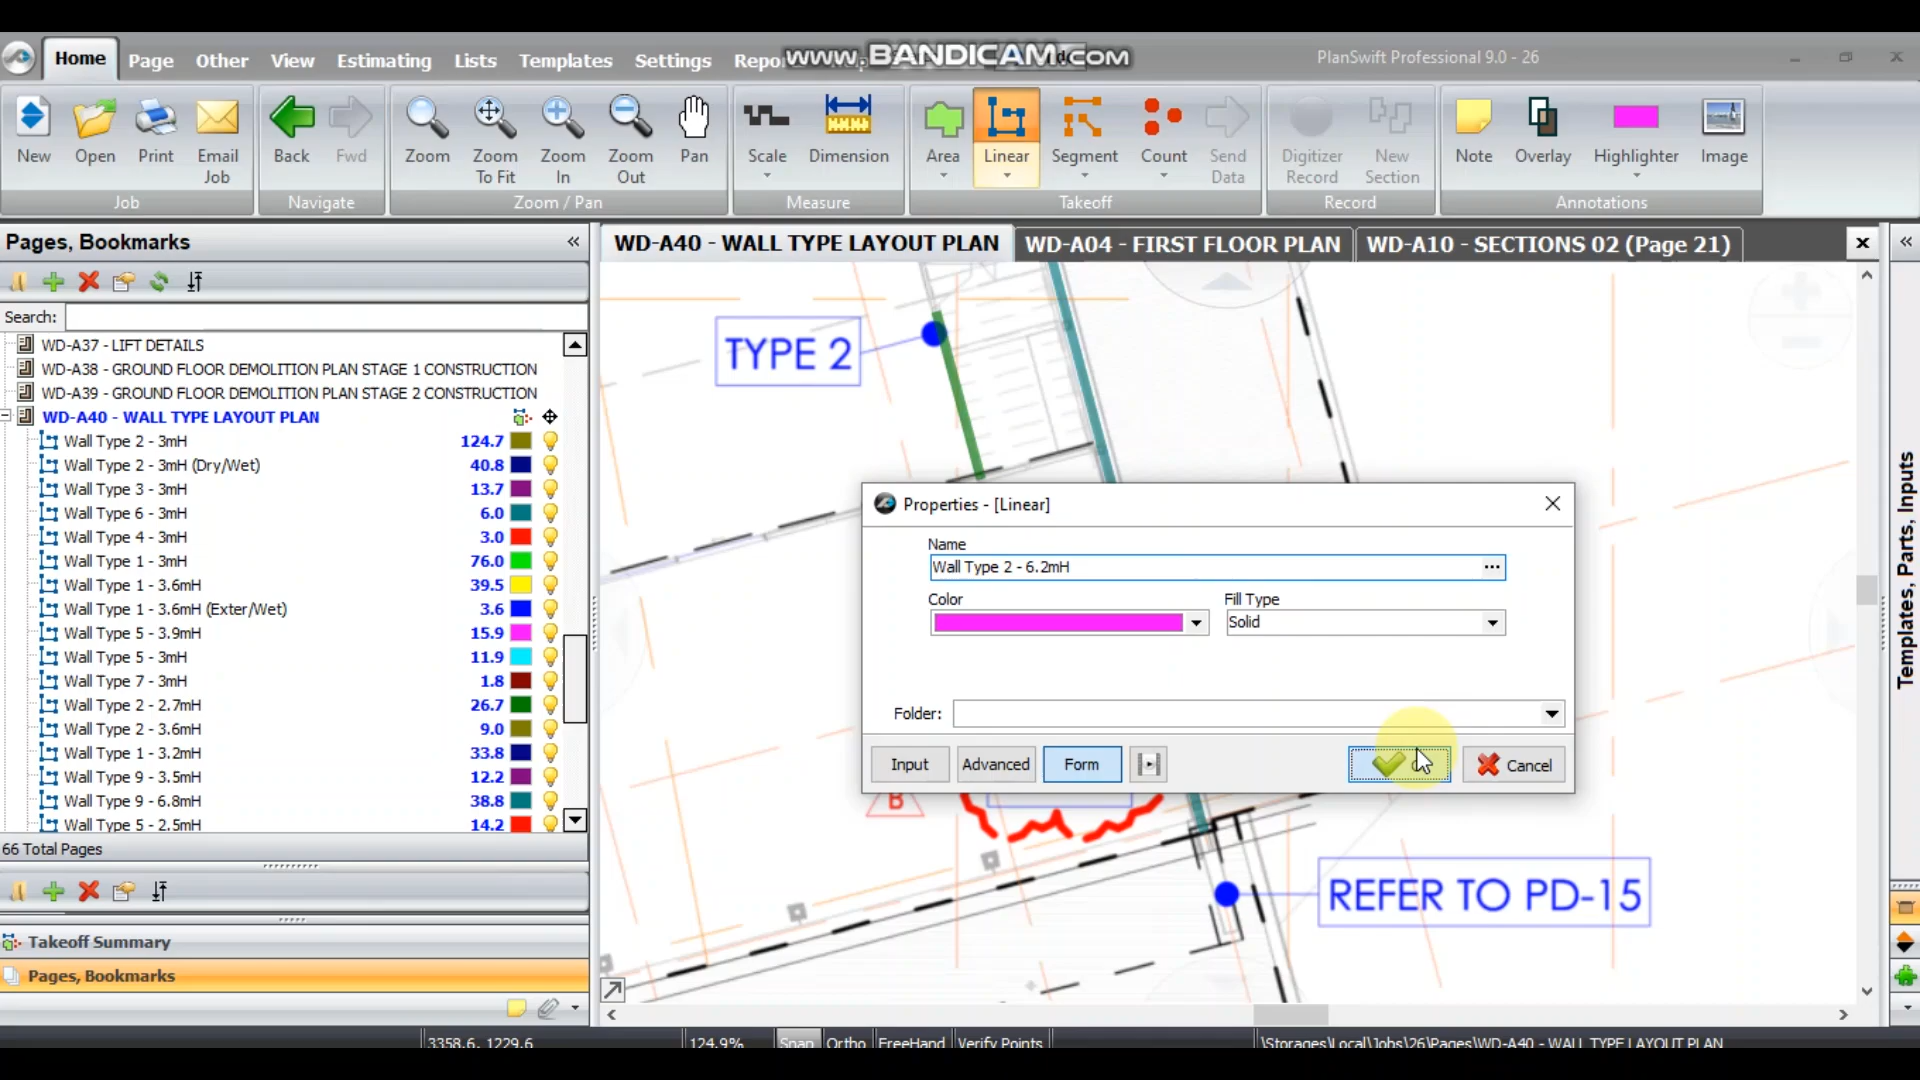 www.BANDICAM.com
Home Page Other View Estimating Lists Templates Settings
PlanSwift Professional 9.0 - 26
New Open Print Email Job
Back Fwd
Zoom Zoom To Fit Zoom In Zoom Out Pan
Scale Dimension
Area Linear Segment Count Send Data
Digitizer Record New Section
Note Overlay Highlighter Image
Job Navigate Zoom / Pan Measure Takeoff Record Annotations
Pages, Bookmarks
WD-A40 - WALL TYPE LAYOUT PLAN
WD-A04 - FIRST FLOOR PLAN
WD-A10 - SECTIONS 02 (Page 21)
Search:
WD-A37 - LIFT DETAILS
WD-A38 - GROUND FLOOR DEMOLITION PLAN STAGE 1 CONSTRUCTION
WD-A39 - GROUND FLOOR DEMOLITION PLAN STAGE 2 CONSTRUCTION
WD-A40 - WALL TYPE LAYOUT PLAN
Wall Type 2 - 3mH 124.7
Wall Type 2 - 3mH (Dry/Wet) 40.8
Wall Type 3 - 3mH 13.7
Wall Type 6 - 3mH 6.0
Wall Type 4 - 3mH 3.0
Wall Type 1 - 3mH 76.0
Wall Type 1 - 3.6mH 39.5
Wall Type 1 - 3.6mH (Exter/Wet) 3.6
Wall Type 5 - 3.9mH 15.9
Wall Type 5 - 3mH 11.9
Wall Type 7 - 3mH 1.8
Wall Type 2 - 2.7mH 26.7
Wall Type 2 - 3.6mH 9.0
Wall Type 1 - 3.2mH 33.8
Wall Type 9 - 3.5mH 12.2
Wall Type 9 - 6.8mH 38.8
Wall Type 5 - 2.5mH 14.2
66 Total Pages
Takeoff Summary
Pages, Bookmarks
TYPE 2
Properties - [Linear]
Name
Wall Type 2 - 6.2mH
Color Fill Type
Solid
Folder:
Input Advanced Form Cancel
B
REFER TO PD-15
Templates, Parts, Inputs
3358.6, 1229.6 124.9% Snap Ortho FreeHand Verify Points \Storages\Local\Jobs\26\Pages\WD-A40 - WALL TYPE LAYOUT PLAN